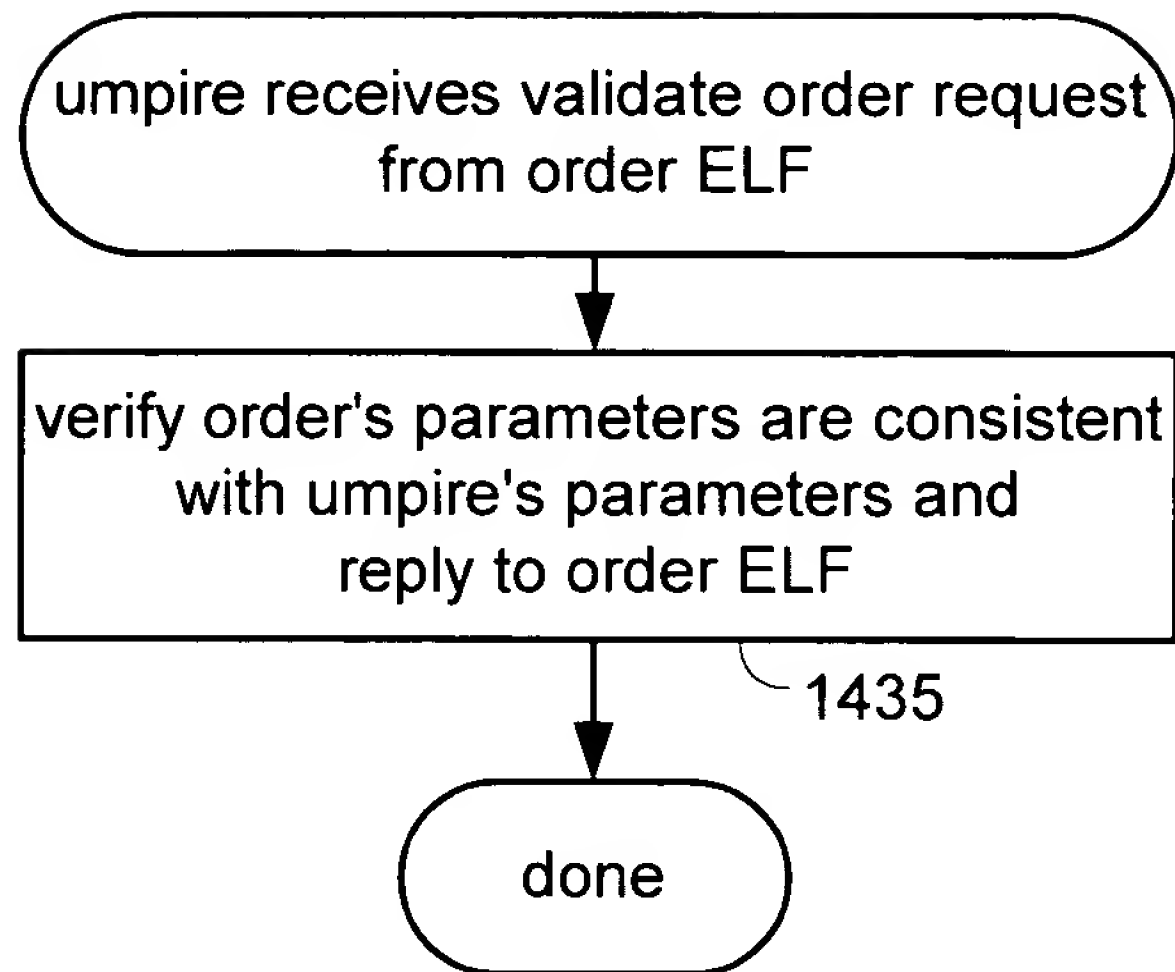 umpire receives validate order request
from order ELF
verify order's parameters are consistent
with umpire's parameters and
reply to order ELF
1435
done